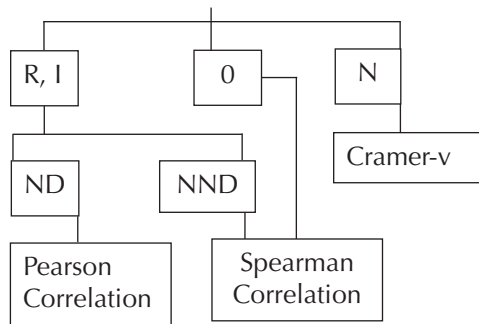 R, I
0
N
ND
NND
Cramer-v
Pearson
Correlation
Spearman
Correlation